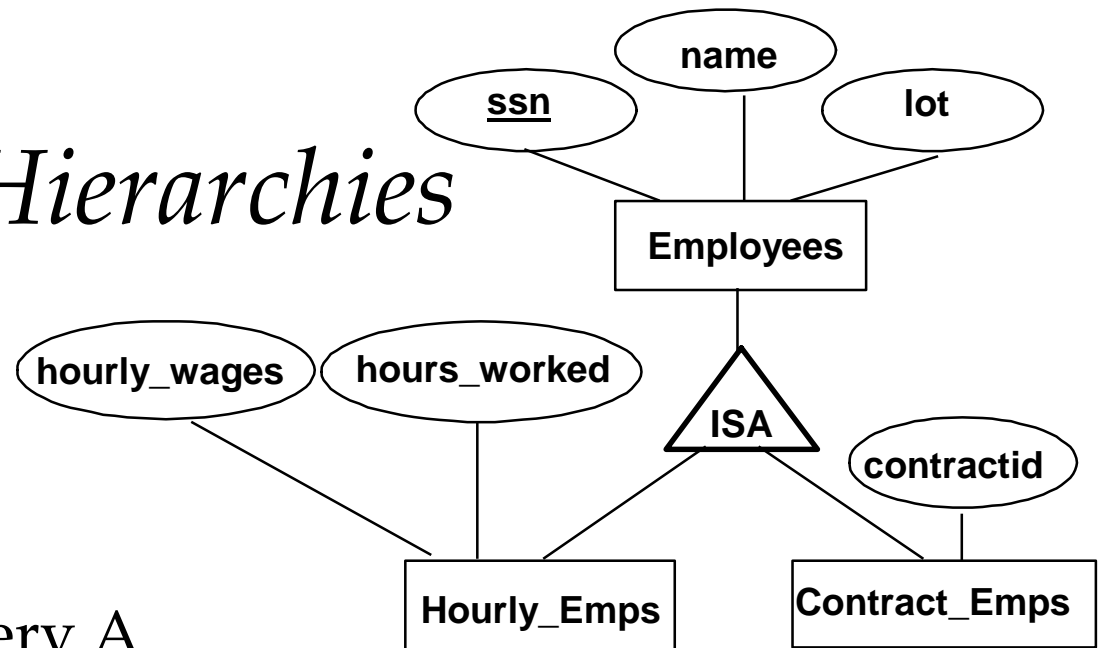 name
ssn
lot
Hierarchies
Employees
hourly_wages
hours_worked
ISA
contractid
Hourly_Emps
Contract_Emps
A